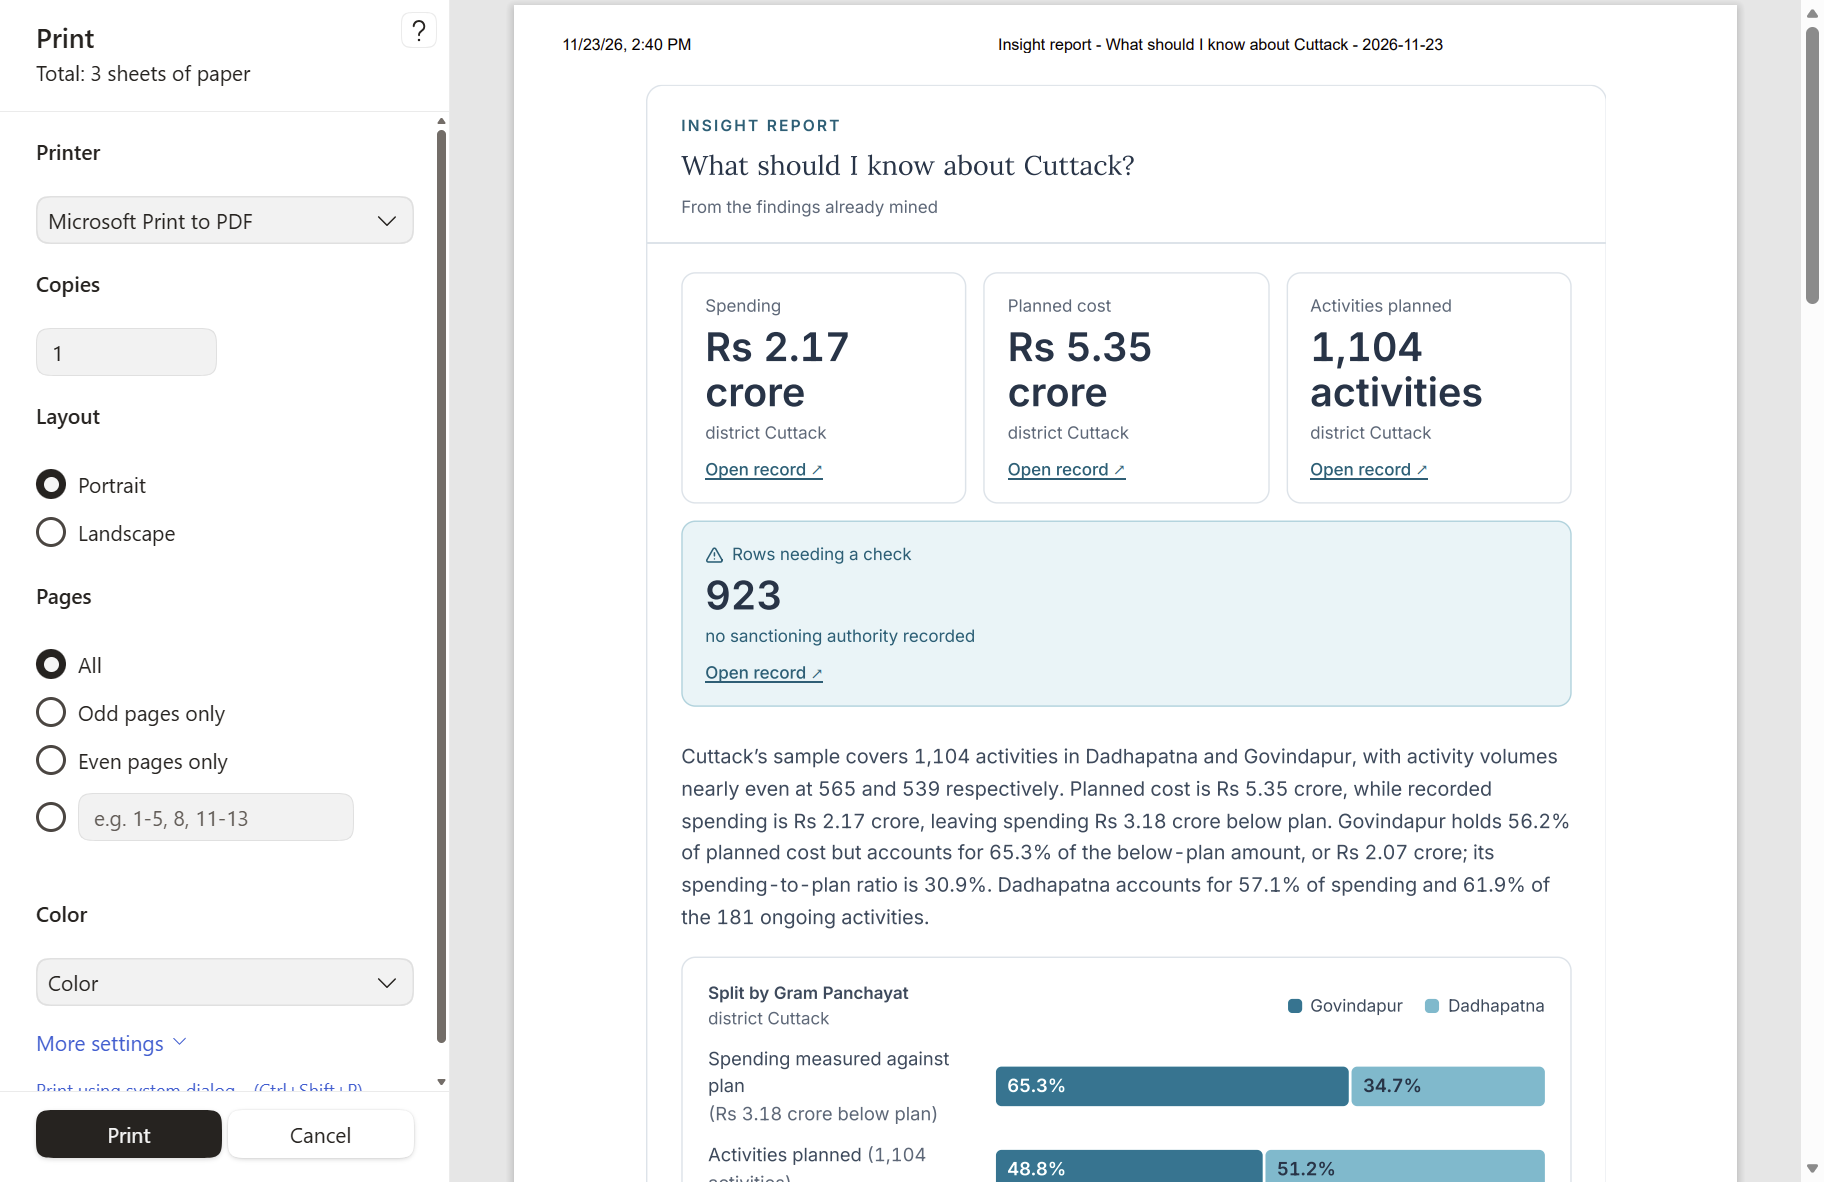 Print
?
Total: 3 sheets of paper
Printer
Microsoft Print to PDF
Copies
1
Layout
Portrait
Landscape
Pages
All
Odd pages only
Even pages only
e.g. 1-5, 8, 11-13
Color
Color
More settings
Print using system dialog... (Ctrl+Shift+P)
Print
Cancel
11/23/26, 2:40 PM
Insight report - What should I know about Cuttack - 2026-11-23
INSIGHT REPORT
What should I know about Cuttack?
From the findings already mined
Spending
Rs 2.17
crore
district Cuttack
Open record ↗
Planned cost
Rs 5.35
crore
district Cuttack
Open record ↗
Activities planned
1,104
activities
district Cuttack
Open record ↗
Rows needing a check
923
no sanctioning authority recorded
Open record ↗
Cuttack’s sample covers 1,104 activities in Dadhapatna and Govindapur, with activity volumes
nearly even at 565 and 539 respectively. Planned cost is Rs 5.35 crore, while recorded
spending is Rs 2.17 crore, leaving spending Rs 3.18 crore below plan. Govindapur holds 56.2%
of planned cost but accounts for 65.3% of the below-plan amount, or Rs 2.07 crore; its
spending-to-plan ratio is 30.9%. Dadhapatna accounts for 57.1% of spending and 61.9% of
the 181 ongoing activities.
Split by Gram Panchayat
district Cuttack
Govindapur
Dadhapatna
Spending measured against
plan
(Rs 3.18 crore below plan)
65.3%
34.7%
Activities planned (1,104
activities)
48.8%
51.2%